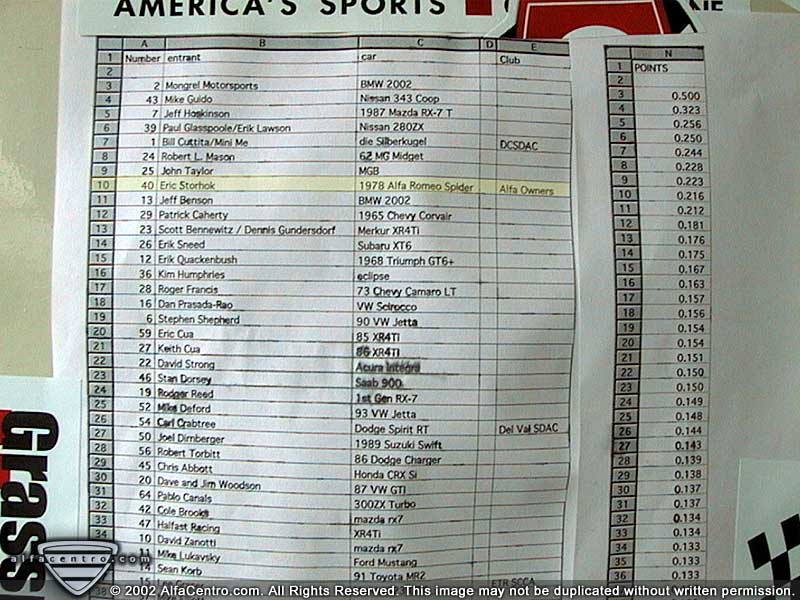 AMERICA'S SPORTS
NE
A B C D E
1 Number entrant car Club
2
3 2 Mongrel Motorsports BMW 2002
4 43 Mike Guido Nissan 343 Coop
5 7 Jeff Hoskinson 1987 Mazda RX-7 T
6 39 Paul Glasspoole/Erik Lawson Nissan 280ZX
7 1 Bill Cuttita/Mini Me die Silberkugel DCSDAC
8 24 Robert L. Mason 62 MG Midget
9 25 John Taylor MGB
10 40 Eric Storhok 1978 Alfa Romeo Spider Alfa Owners
11 13 Jeff Benson BMW 2002
12 29 Patrick Caherty 1965 Chevy Corvair
13 23 Scott Bennewitz / Dennis Gundersdorf Merkur XR4Ti
14 26 Erik Sneed Subaru XT6
15 12 Erik Quackenbush 1968 Triumph GT6+
16 36 Kim Humphries eclipse
17 28 Roger Francis 73 Chevy Camaro LT
18 16 Dan Prasada-Rao VW Scirocco
19 6 Stephen Shepherd 90 VW Jetta
20 59 Eric Cua 85 XR4Ti
21 27 Keith Cua 86 XR4Ti
22 22 David Strong Acura Integra
23 46 Stan Dorsey Saab 900
24 19 Rodger Reed 1st Gen RX-7
25 52 Mike Deford 93 VW Jetta
26 54 Carl Crabtree Dodge Spirit RT Del Val SDAC
27 50 Joel Dirnberger 1989 Suzuki Swift
28 56 Robert Torbitt 86 Dodge Charger
29 45 Chris Abbott Honda CRX Si
30 20 Dave and Jim Woodson 87 VW GTI
31 64 Pablo Canals 300ZX Turbo
32 42 Cole Brooks mazda rx7
33 47 Halfast Racing XR4Ti
34 10 David Zanotti mazda rx7
35 11 Mike Lukavsky Ford Mustang
14 Sean Korb 91 Toyota MR2
ETR SCCA
38
N
1 POINTS
2
3 0.500
4 0.323
5 0.256
6 0.250
7 0.244
8 0.228
9 0.223
10 0.216
11 0.212
12 0.181
13 0.176
14 0.175
15 0.167
16 0.163
17 0.157
18 0.156
19 0.154
20 0.154
21 0.151
22 0.150
23 0.150
24 0.149
25 0.148
26 0.144
27 0.143
28 0.139
29 0.138
30 0.137
31 0.137
32 0.134
33 0.134
34 0.133
35 0.133
36 0.133
Grass
alfacentro.com
© 2002 AlfaCentro.com. All Rights Reserved. This image may not be duplicated without written permission.